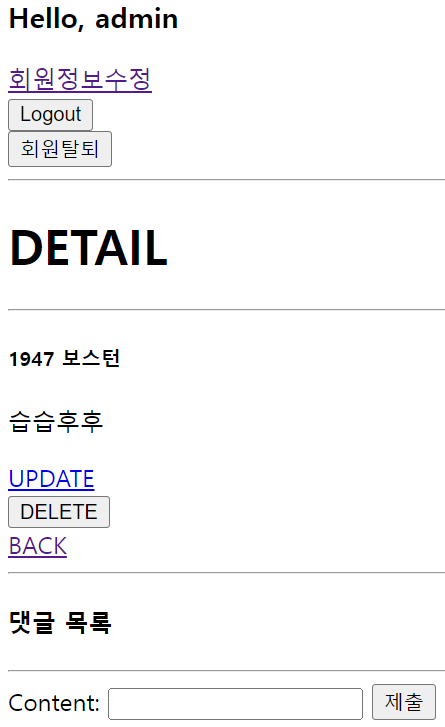 Hello, admin
회원정보수정
Logout
회원탈퇴
DETAIL
1947 보스턴
습습후후
UPDATE
DELETE
BACK
댓글 목록
Content: 제출